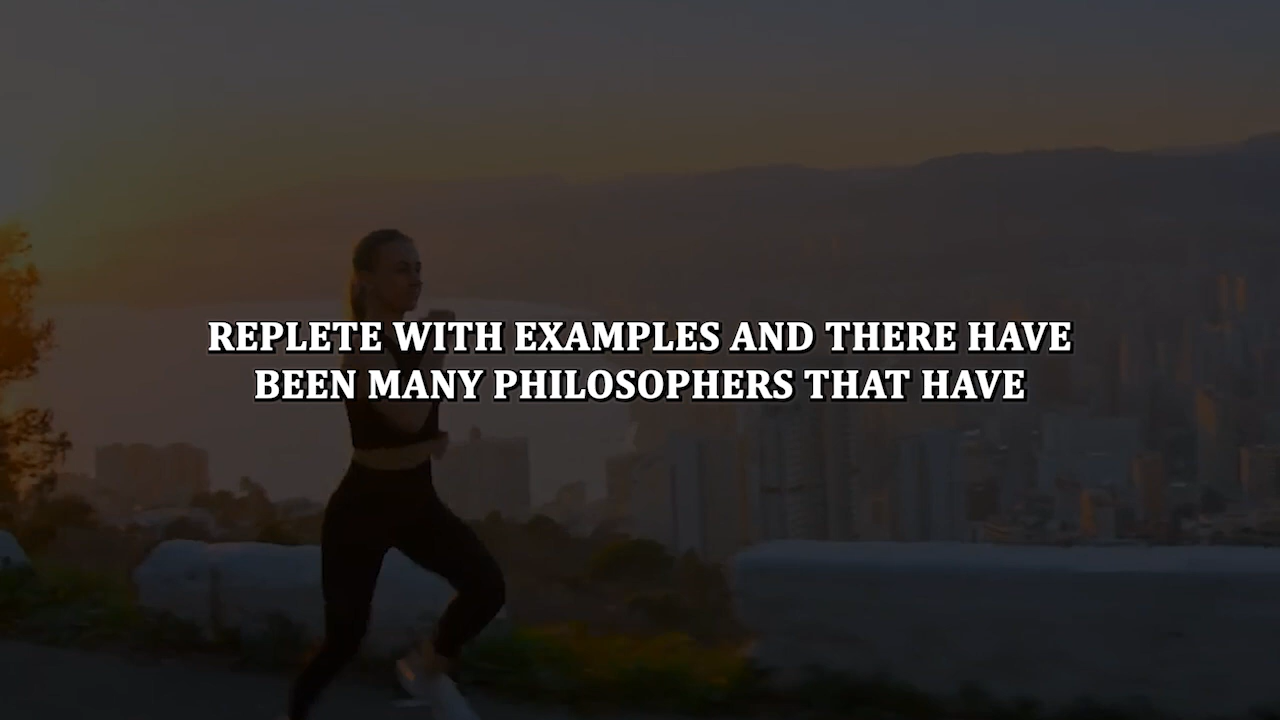 REPLETE WITH EXAMPLES AND THERE HAVE
BEEN MANY PHILOSOPHERS THAT HAVE